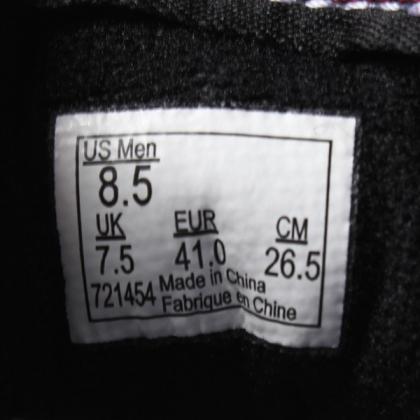 US Men
8.5
UK EUR CM
7.5 41.0 26.5
721454 Made in China
Fabrique en Chine